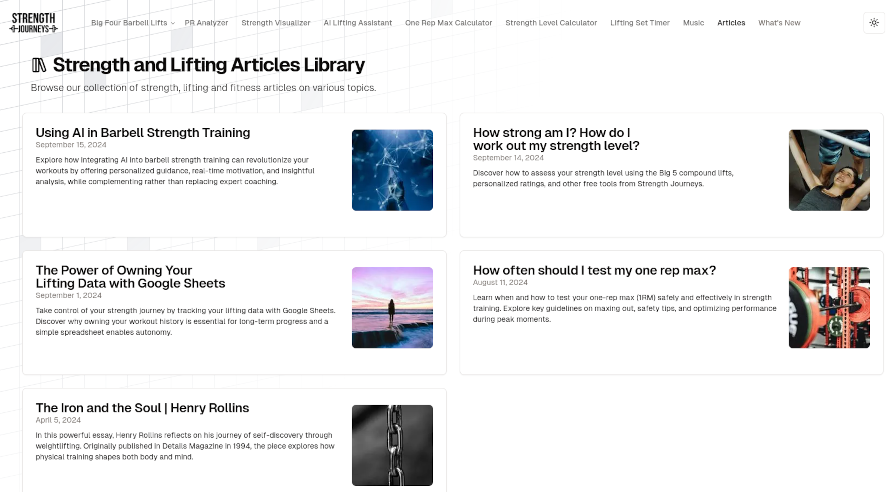 STRENGTH
JOURNEYS
Big Four Barbell Lifts
PR Analyzer
Strength Visualizer
AI Lifting Assistant
One Rep Max Calculator
Strength Level Calculator
Lifting Set Timer
Music
Articles
What's New
Strength and Lifting Articles Library
Browse our collection of strength, lifting and fitness articles on various topics.
Using AI in Barbell Strength Training
September 15, 2024
Explore how integrating AI into barbell strength training can revolutionize your
workouts by offering personalized guidance, real-time motivation, and insightful
analysis, while complementing rather than replacing expert coaching.
How strong am I? How do I
work out my strength level?
September 14, 2024
Discover how to assess your strength level using the Big 5 compound lifts,
personalized ratings, and other free tools from Strength Journeys.
The Power of Owning Your
Lifting Data with Google Sheets
September 1, 2024
Take control of your strength journey by tracking your lifting data with Google Sheets.
Discover why owning your workout history is essential for long-term progress and a
simple spreadsheet enables autonomy.
How often should I test my one rep max?
August 11, 2024
Learn when and how to test your one-rep max (1RM) safely and effectively in strength
training. Explore key guidelines on maxing out, safety tips, and optimizing performance
during peak moments.
The Iron and the Soul | Henry Rollins
April 5, 2024
In this powerful essay, Henry Rollins reflects on his journey of self-discovery through
weightlifting. Originally published in Details Magazine in 1994, the piece explores how
physical training shapes both body and mind.